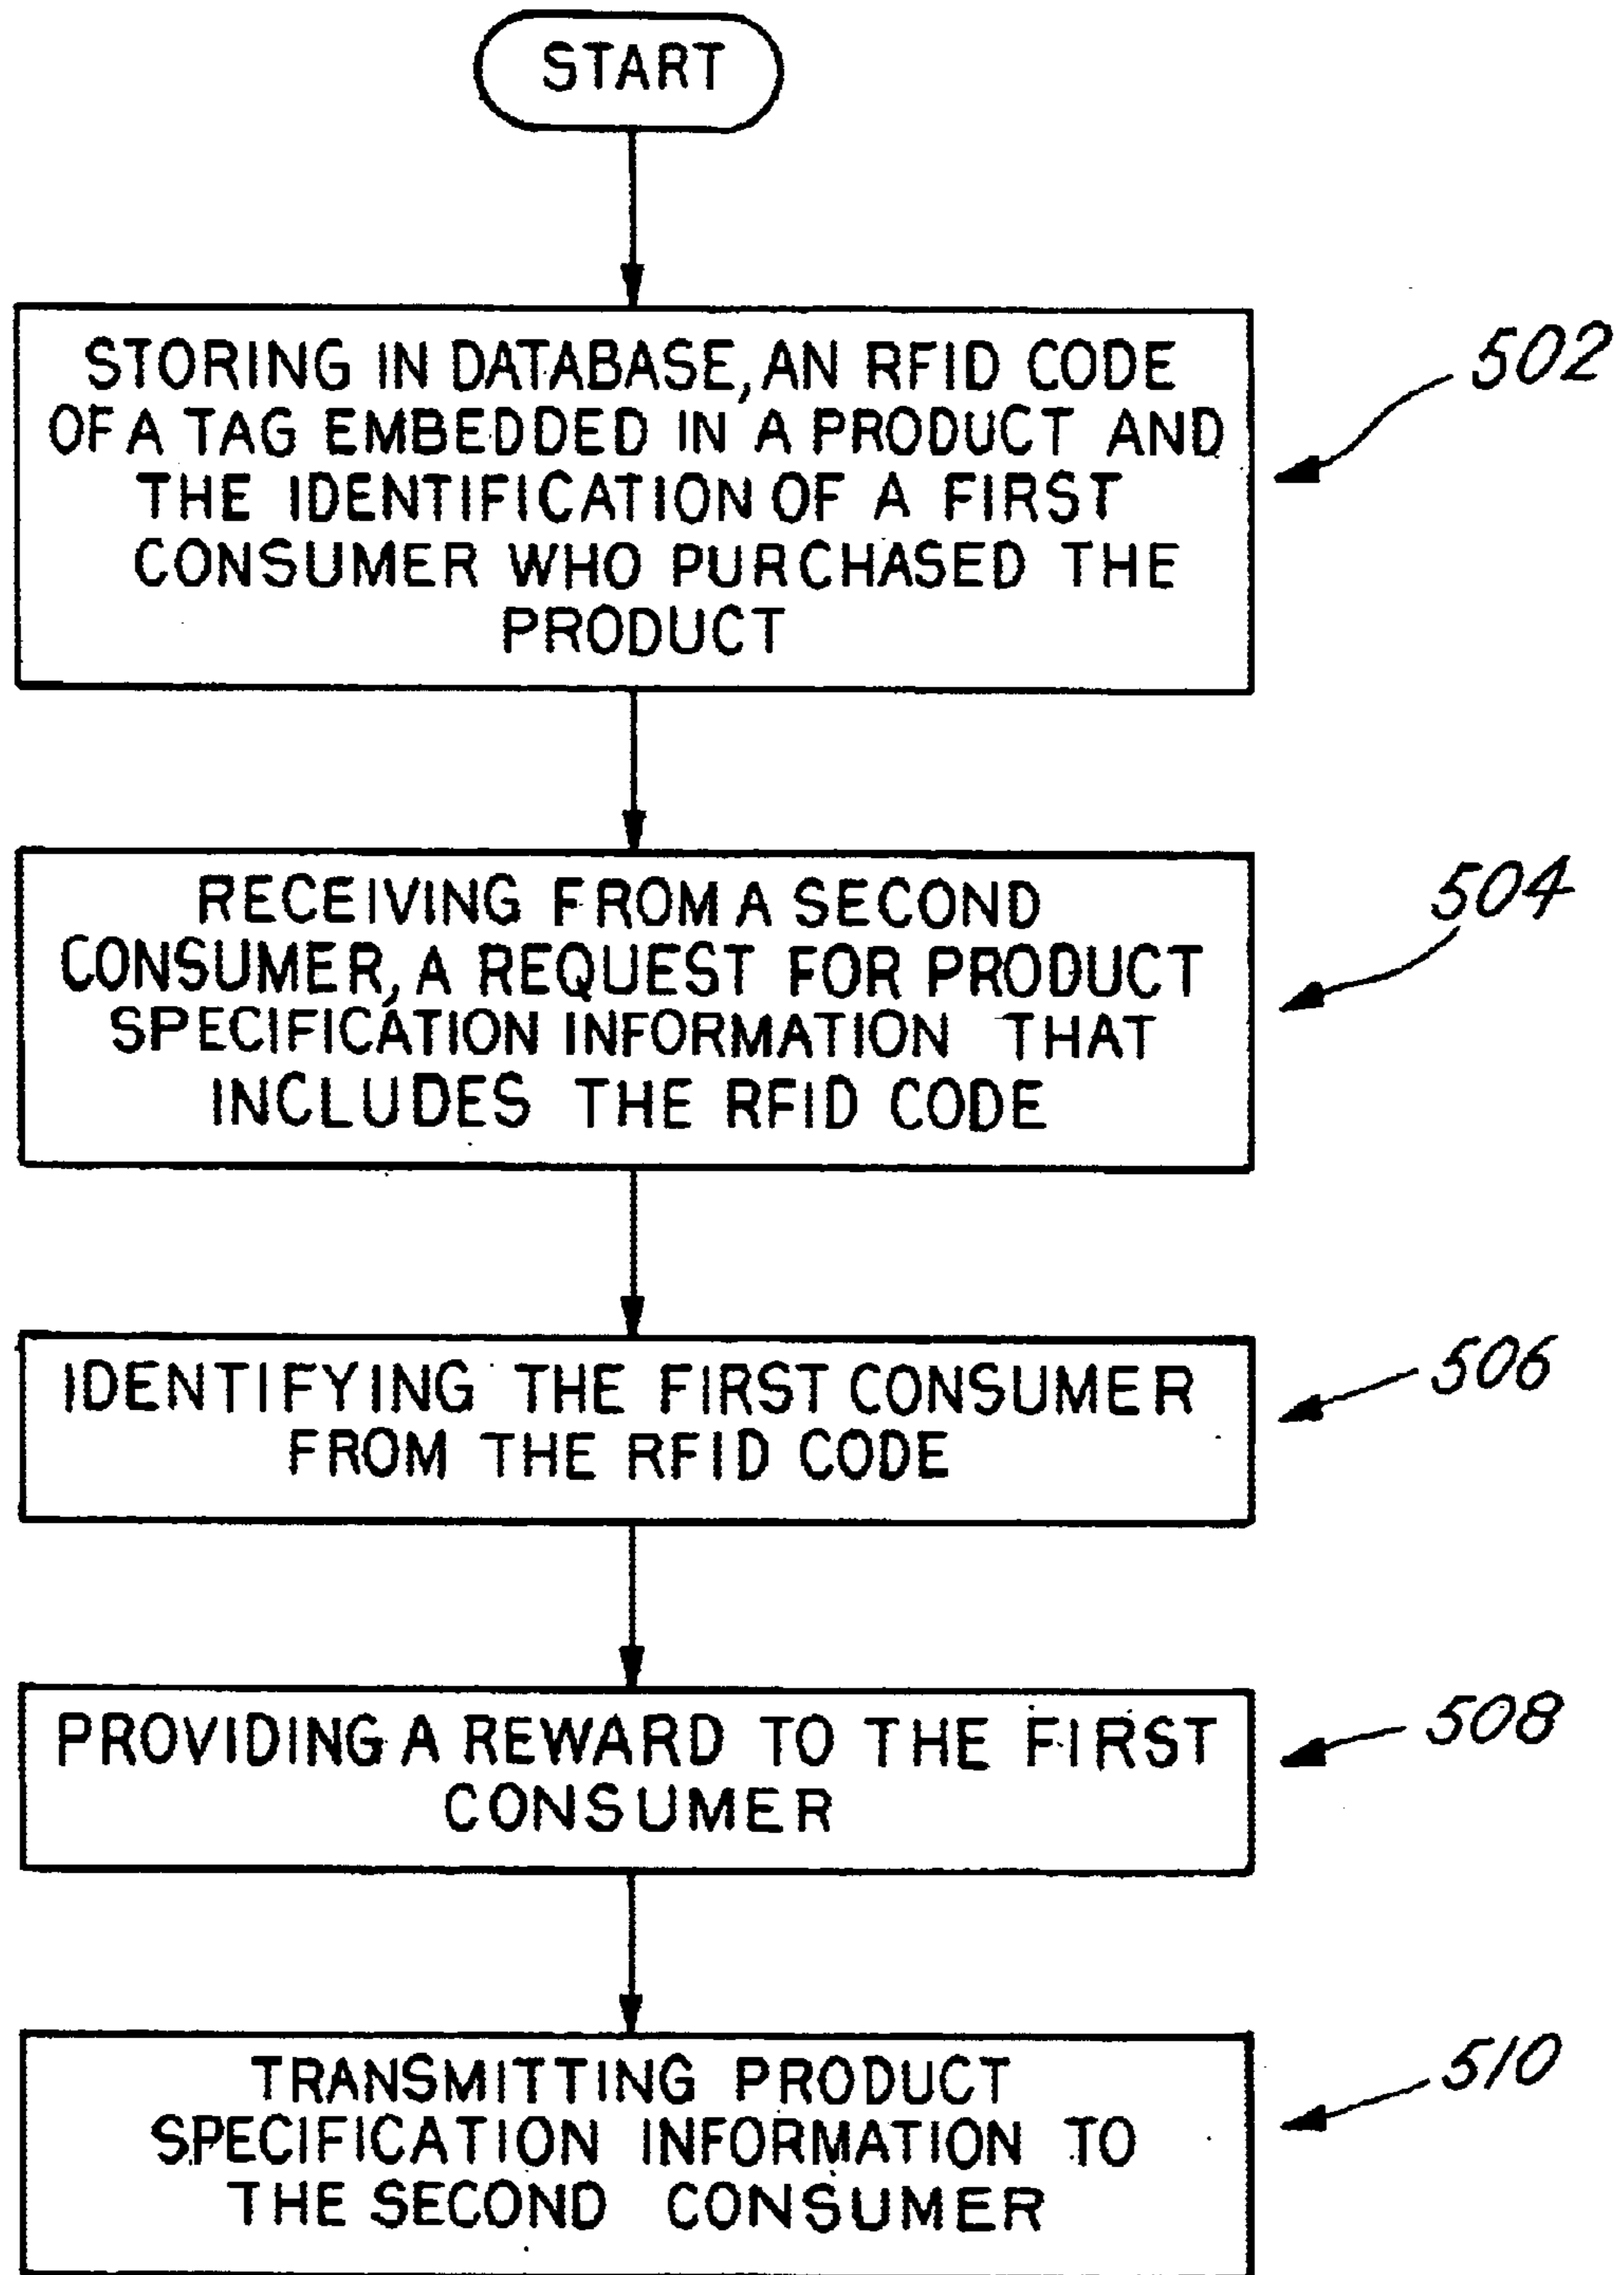 START
STORING IN DATABASE, AN RFID CODE
OF A TAG EMBEDDED IN A PRODUCT AND
THE IDENTIFICATION OF A FIRST
CONSUMER WHO PURCHASED THE
PRODUCT
502
RECEIVING FROM A SECOND
CONSUMER, A REQUEST FOR PRODUCT
SPECIFICATION INFORMATION THAT
INCLUDES THE RFID CODE
504
IDENTIFYING THE FIRST CONSUMER
FROM THE RFID CODE
506
PROVIDING A REWARD TO THE FIRST
CONSUMER
508
TRANSMITTING PRODUCT
SPECIFICATION INFORMATION TO
THE SECOND CONSUMER
510